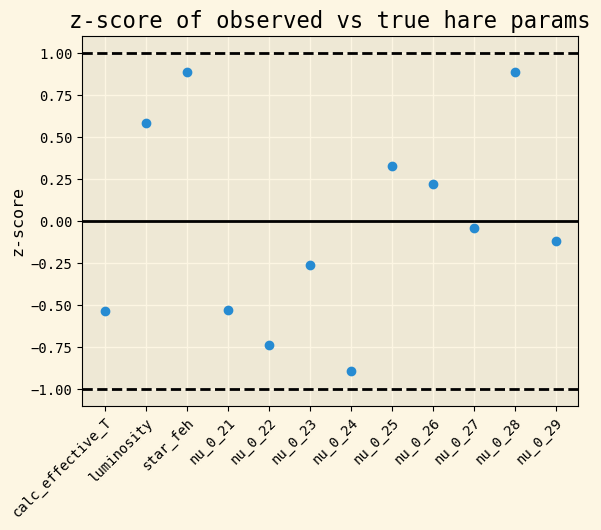 z-score of observed vs true hare params
z-score
1.00
0.75
0.50
0.25
0.00
−0.25
−0.50
−0.75
−1.00
calc_effective_T
luminosity
star_feh
nu_0_21
nu_0_22
nu_0_23
nu_0_24
nu_0_25
nu_0_26
nu_0_27
nu_0_28
nu_0_29